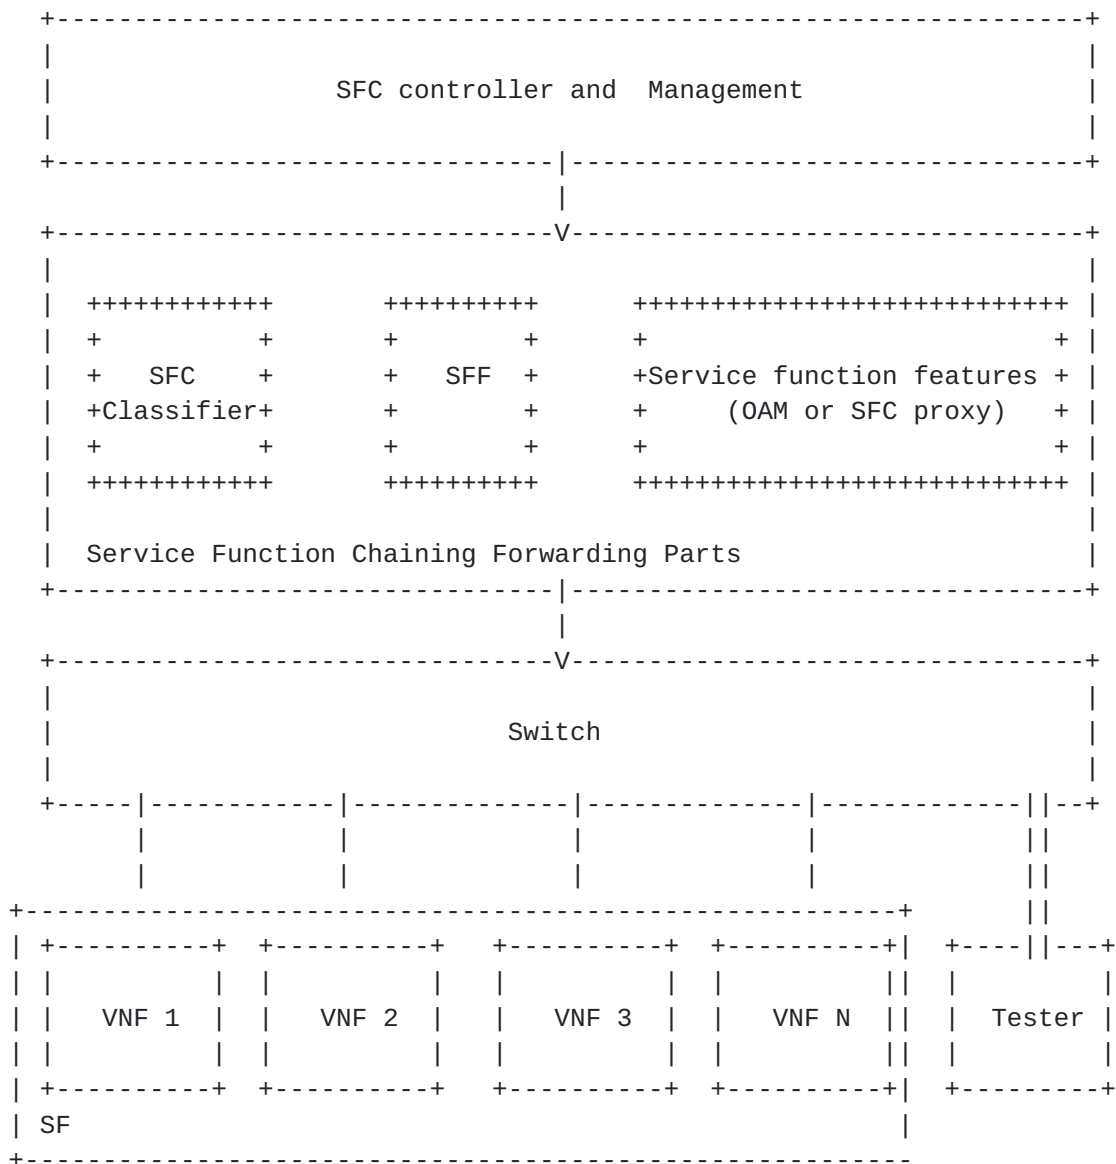 SFC controller and  Management
V
SFC SFF Service function features
Classifier (OAM or SFC proxy)
Service Function Chaining Forwarding Parts
V
Switch
VNF 1 VNF 2 VNF 3 VNF N Tester
SF